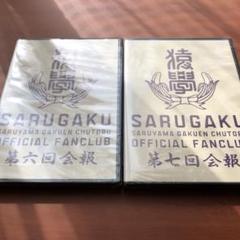 猿學
SARUGAKU
SARUYAMA GAKUEN CHUTOBU
OFFICIAL FANCLUB
第六回会報
猿學
SARUGAKU
SARUYAMA GAKUEN CHUTOBU
OFFICIAL FANCLUB
第七回会報